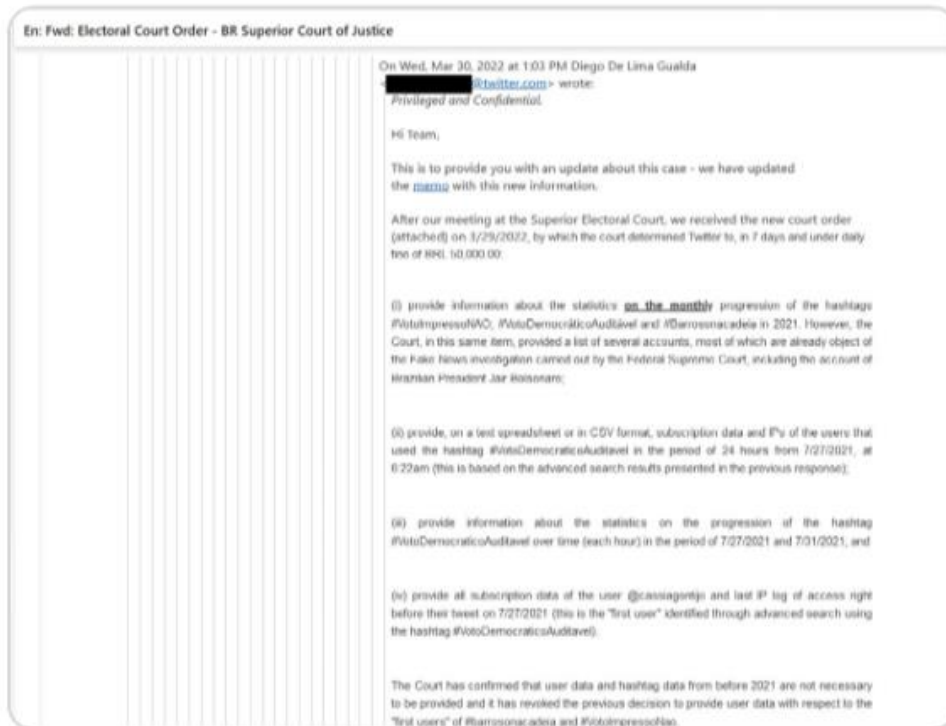 En: Fwd: Electoral Court Order - BR Superior Court of Justice
On Wed, Mar 30, 2022 at 1:03 PM Diego De Lima Gualda
@twitter.com> wrote:
Privileged and Confidential.
Hi Team,
This is to provide you with an update about this case - we have updated
the memo with this new information.
After our meeting at the Superior Electoral Court, we received the new court order
(attached) on 3/29/2022, by which the court determined Twitter to, in 7 days and under daily
fine of BRL 50,000.00:
(i) provide information about the statistics on the monthly progression of the hashtags
#VotoImpressoNAO, #VotoDemocráticoAuditável and #Barrosonacadeia in 2021. However, the
Court, in this same item, provided a list of several accounts, most of which are already object of
the Fake News investigation carried out by the Federal Supreme Court, including the account of
Brazilian President Jair Bolsonaro;
(ii) provide, on a text spreadsheet or in CSV format, subscription data and IPs of the users that
used the hashtag #VotoDemocraticoAuditavel in the period of 24 hours from 7/27/2021, at
6:22am (this is based on the advanced search results presented in the previous response);
(iii) provide information about the statistics on the progression of the hashtag
#VotoDemocraticoAuditavel over time (each hour) in the period of 7/27/2021 and 7/31/2021, and
(iv) provide all subscription data of the user and last IP log of access right
before their tweet on 7/27/2021 (this is the "first user" identified through advanced search using
the hashtag #VotoDemocraticoAuditavel).
The Court has confirmed that user data and hashtag data from before 2021 are not necessary
to be provided and it has revoked the previous decision to provide user data with respect to the
"first users" of #barrosonacadeia and #VotoImpressoNao.